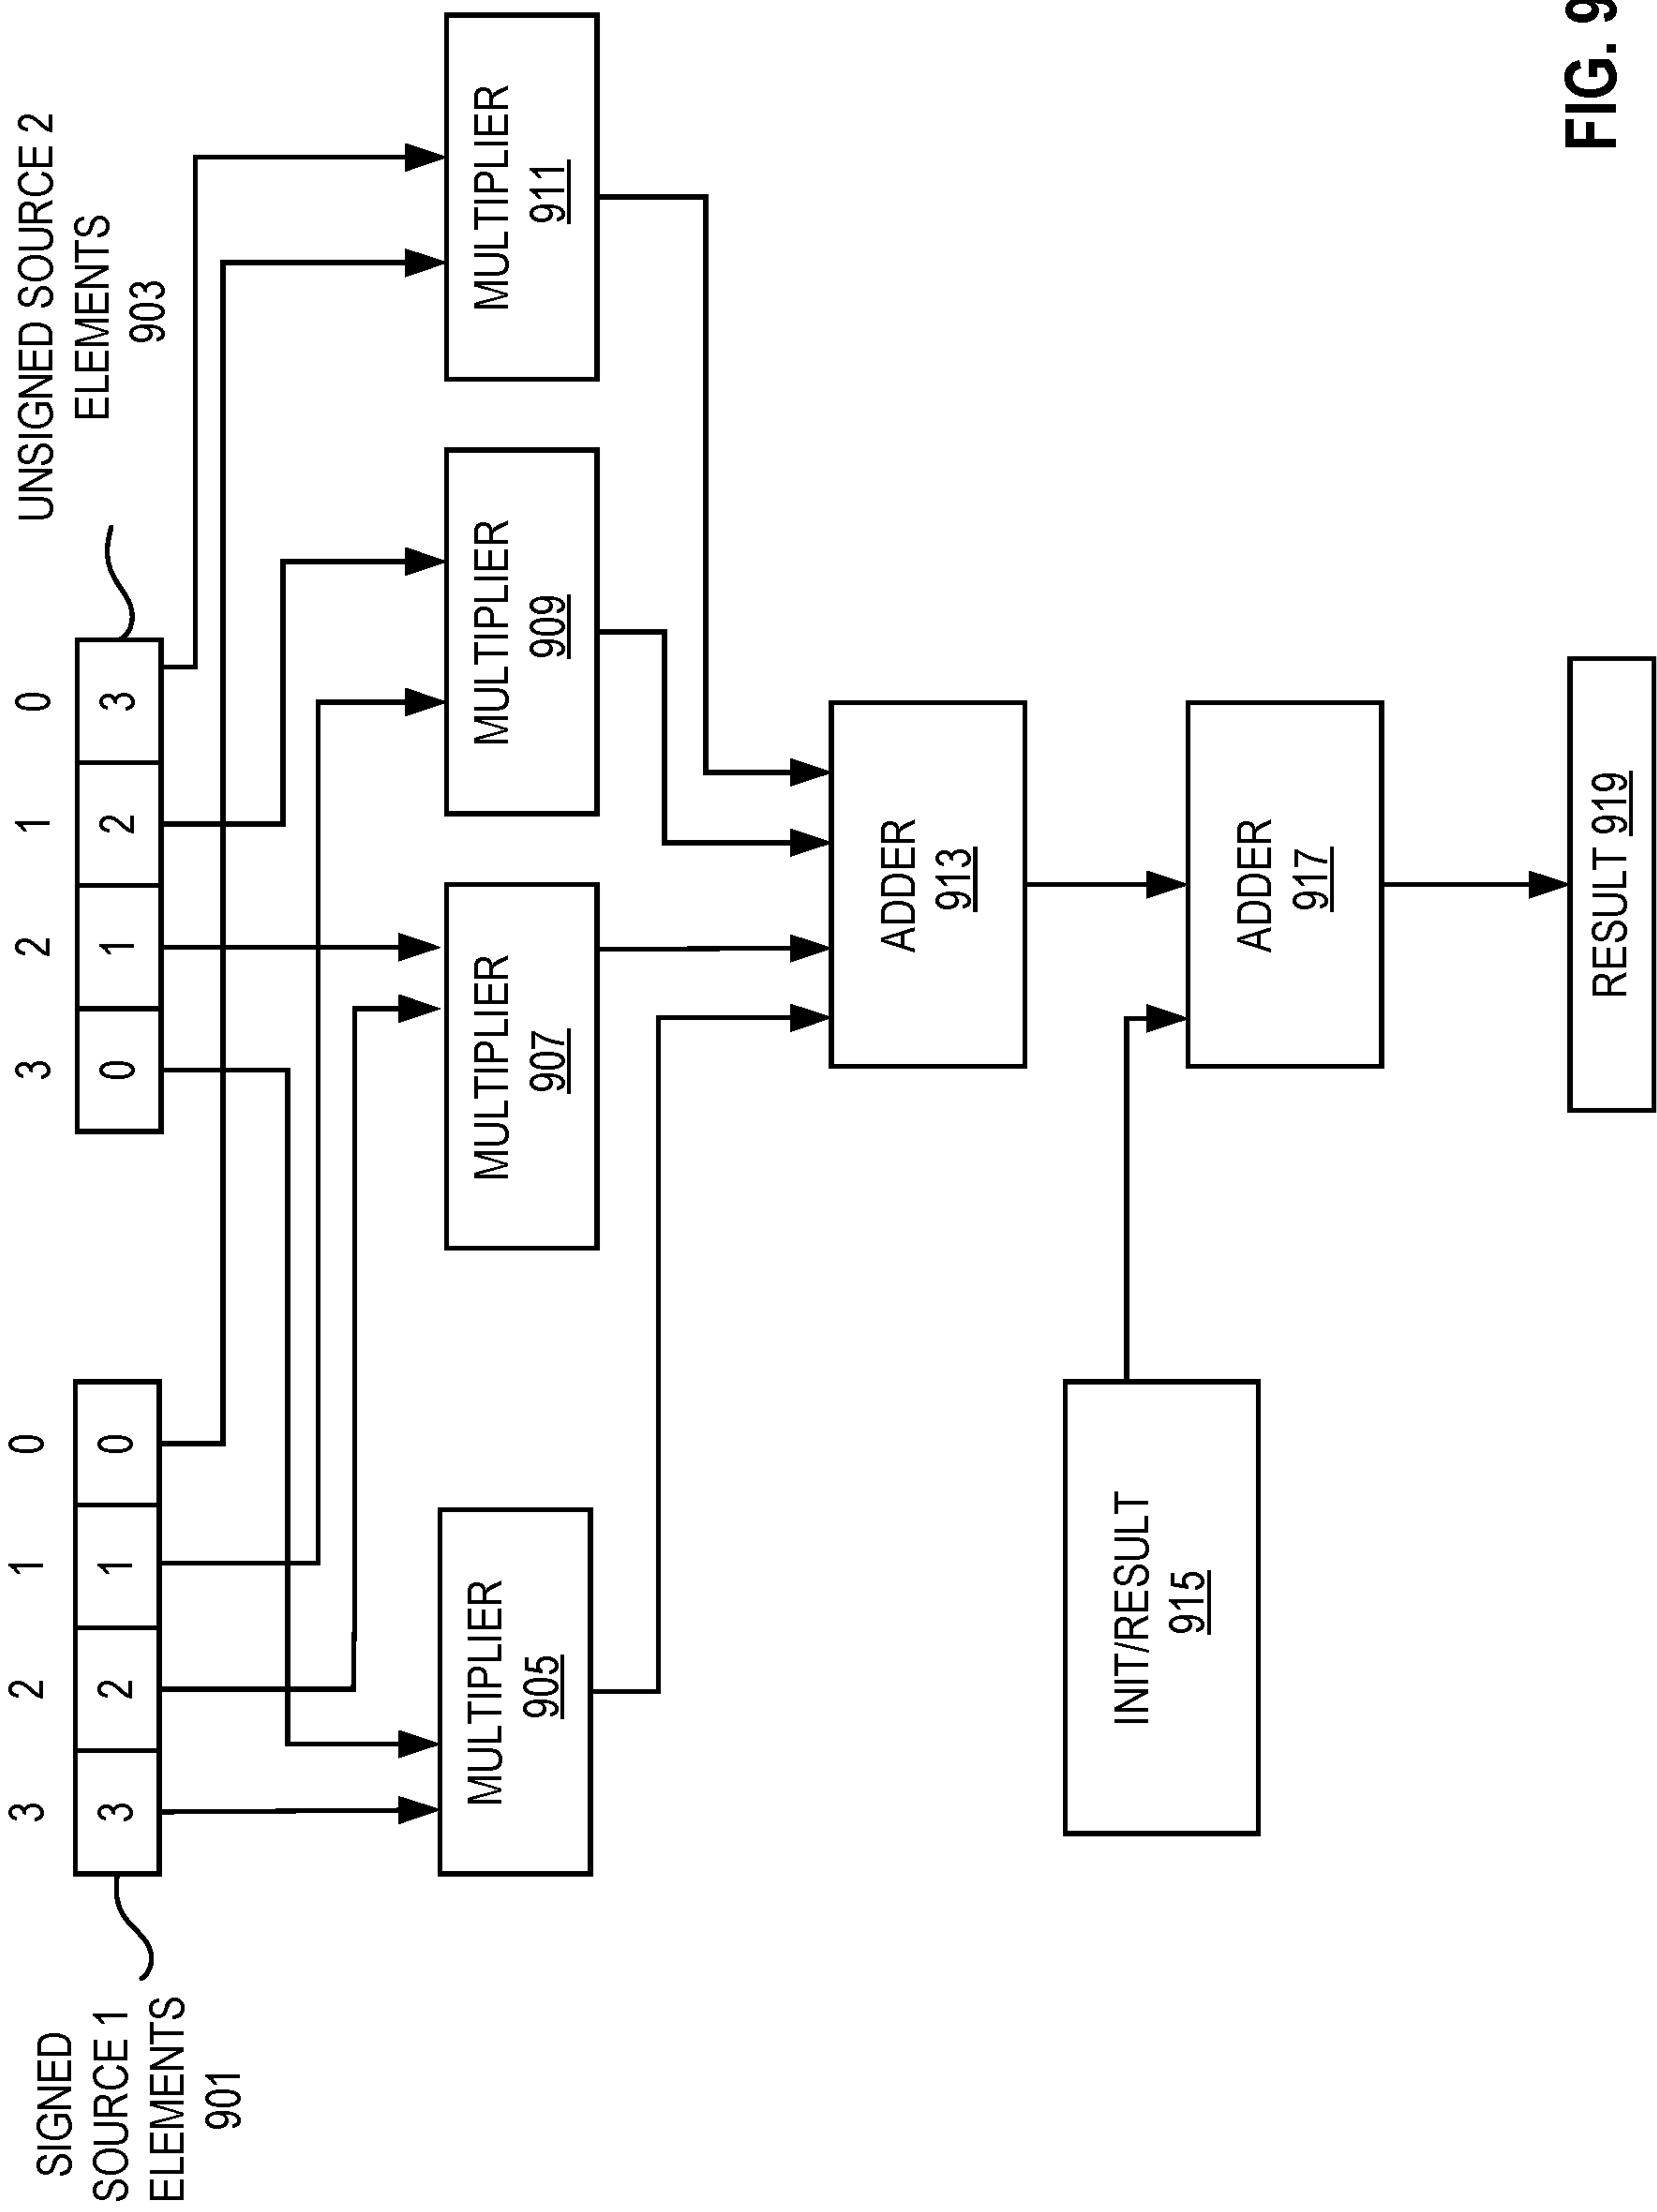 SIGNED
SOURCE 1
ELEMENTS
901
3 2 1 0
3 2 1 0
UNSIGNED SOURCE 2
ELEMENTS
903
3 2 1 0
0 1 2 3
MULTIPLIER
905
MULTIPLIER
907
MULTIPLIER
909
MULTIPLIER
911
ADDER
913
INIT/RESULT
915
ADDER
917
RESULT 919
FIG. 9